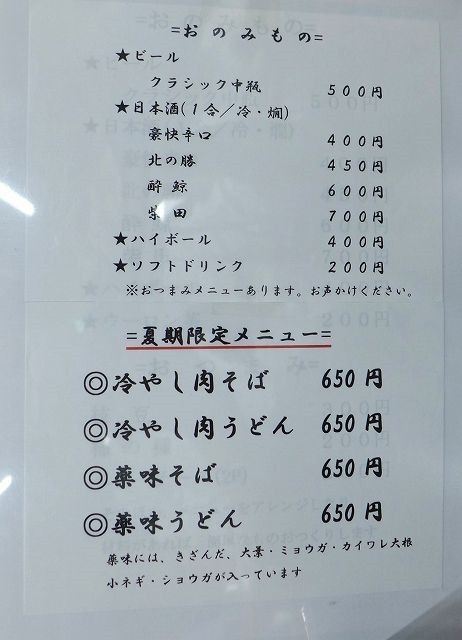 =おのみもの=
★ビール
クラシック中瓶 500円
★日本酒(1合/冷・燗)
豪快辛口 400円
北の勝 450円
酔鯨 600円
柴田 700円
★ハイボール 400円
★ソフトドリンク 200円
※おつまみメニューあります。お声かけください。
=夏期限定メニュー=
◎冷やし肉そば 650円
◎冷やし肉うどん 650円
◎薬味そば 650円
◎薬味うどん 650円
薬味には、きざんだ、大葉・ミョウガ・カイワレ大根
小ネギ・ショウガが入っています